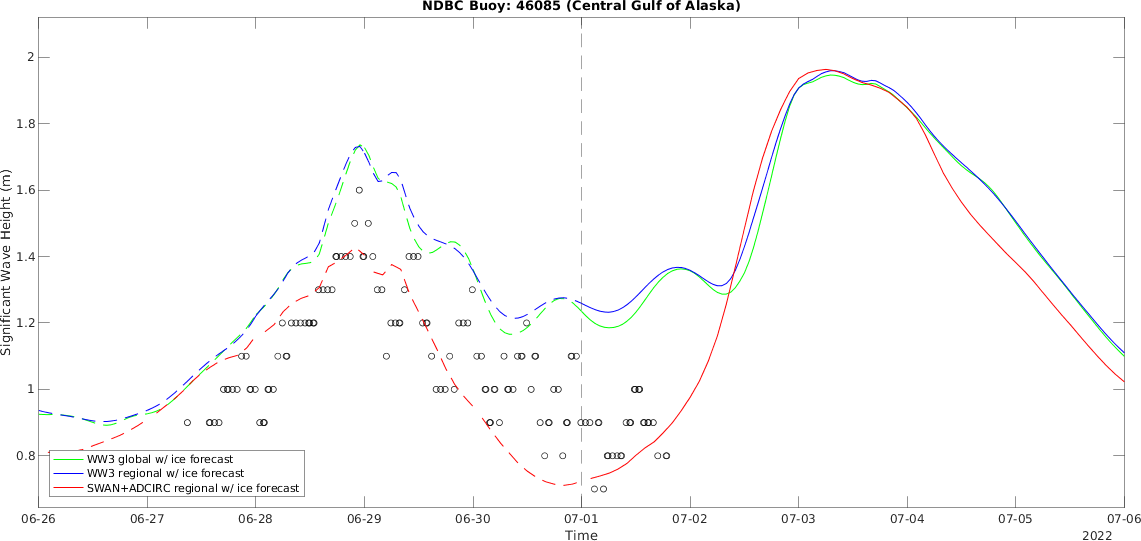 NDBC Buoy: 46085 (Central Gulf of Alaska)
Significant Wave Height (m)
2
1.8
1.6
1.4
1.2
1
0.8
WW3 global w/ ice forecast
WW3 regional w/ ice forecast
SWAN+ADCIRC regional w/ ice forecast
06-26 06-27 06-28 06-29 06-30 07-01 07-02 07-03 07-04 07-05 07-06
Time
2022